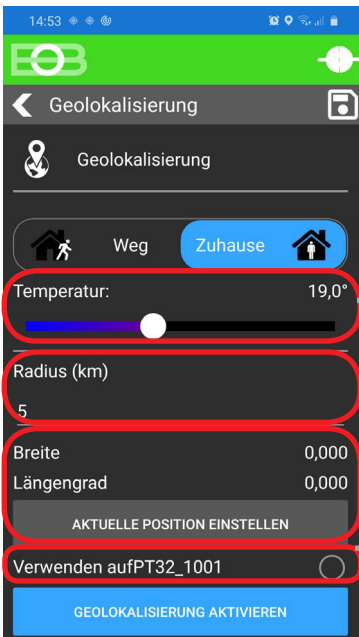 14:53
EOB
Geolokalisierung
Geolokalisierung
Weg Zuhause
Temperatur: 19,0°
Radius (km)
5
Breite 0,000
Längengrad 0,000
AKTUELLE POSITION EINSTELLEN
Verwenden aufPT32_1001
GEOLOKALISIERUNG AKTIVIEREN